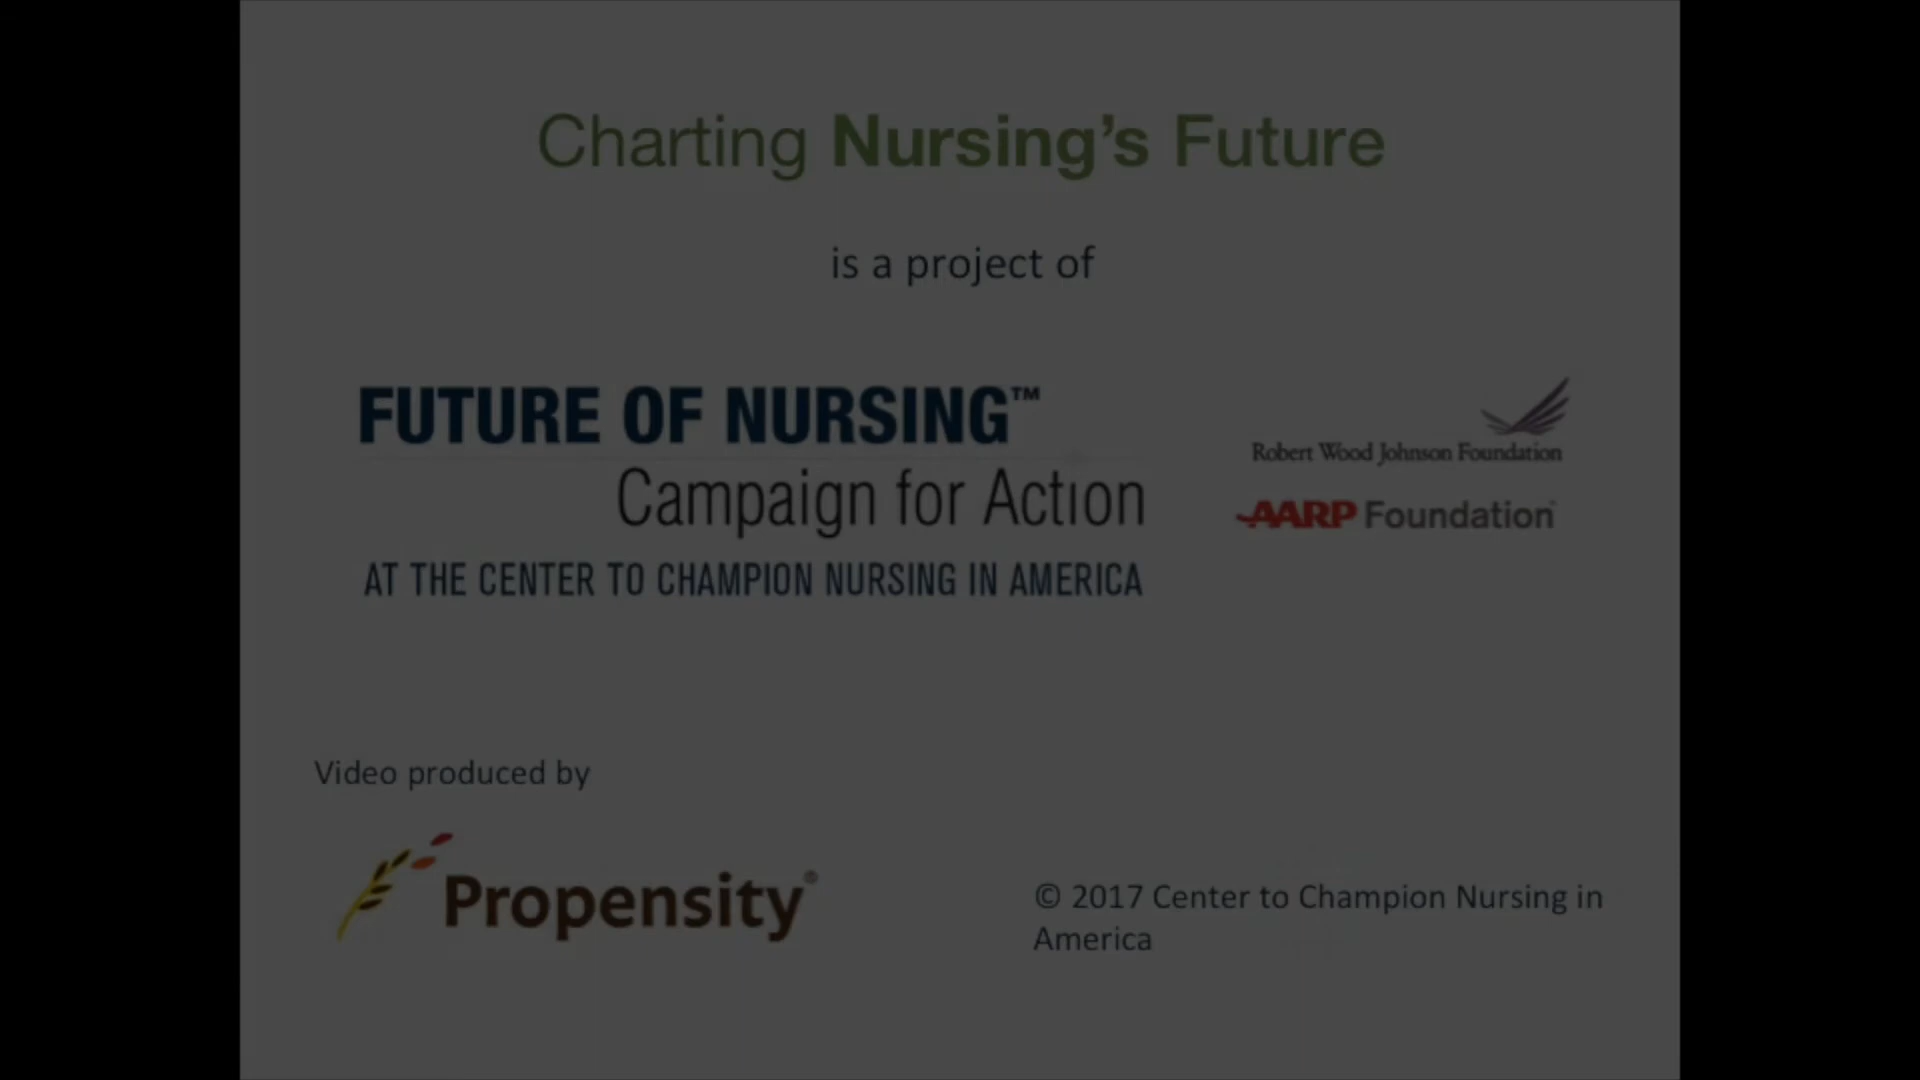 Charting Nursing's Future
is a project of
FUTURE OF NURSING™
Campaign for Action
AT THE CENTER TO CHAMPION NURSING IN AMERICA
Robert Wood Johnson Foundation
AARP Foundation
Video produced by
Propensity®
© 2017 Center to Champion Nursing in
America